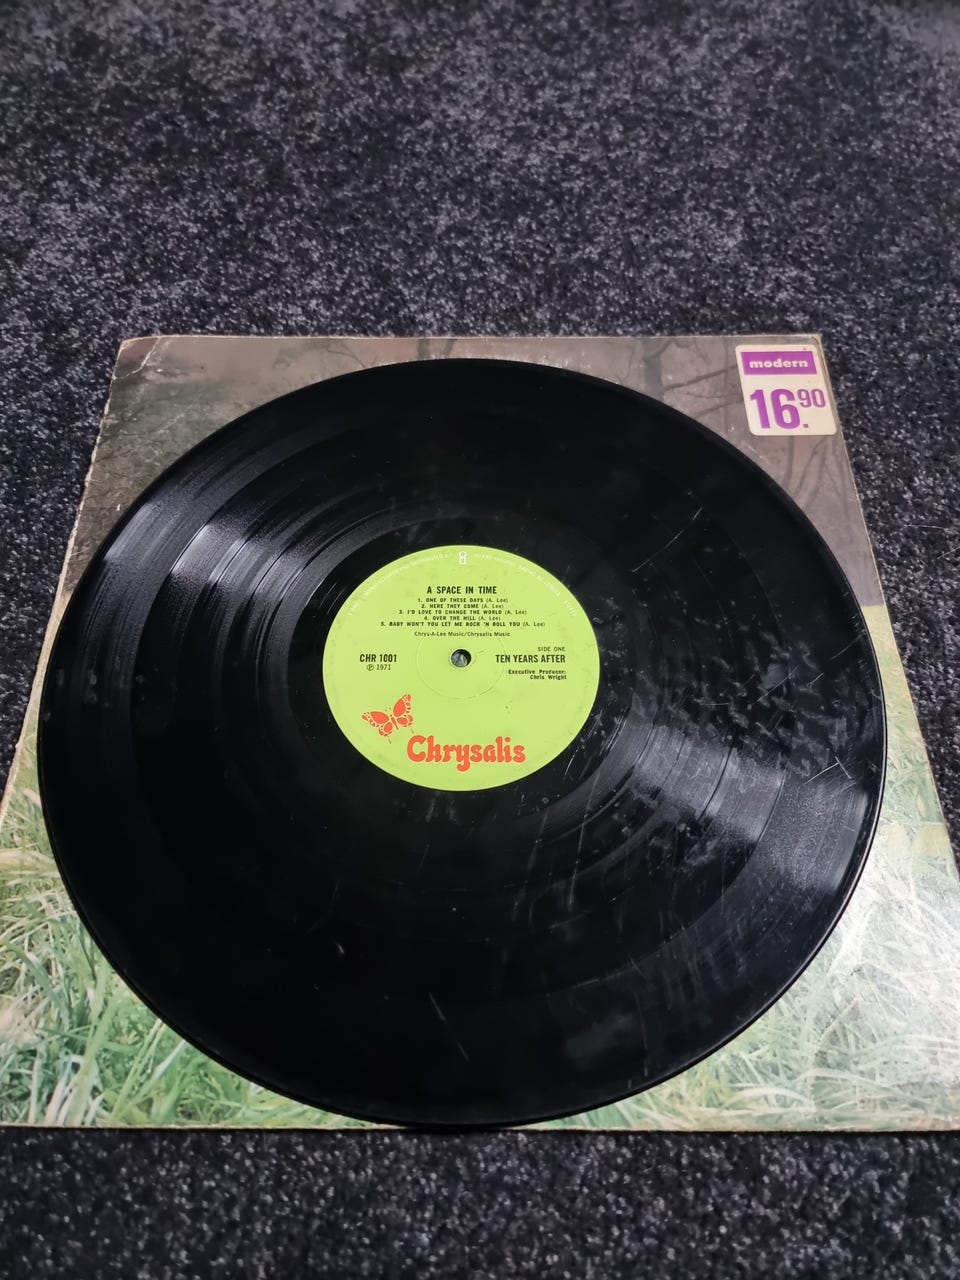 modern
16.90
A SPACE IN TIME
1. ONE OF THESE DAYS (A. Lee)
2. HERE THEY COME (A. Lee)
3. I'D LOVE TO CHANGE THE WORLD (A. Lee)
4. OVER THE HILL (A. Lee)
5. BABY WON'T YOU LET ME ROCK 'N ROLL YOU (A. Lee)
Chrys-A-Lee Music/Chrysalis Music
SIDE ONE
CHR 1001
TEN YEARS AFTER
℗ 1971
Executive Producer:
Chris Wright
Chrysalis